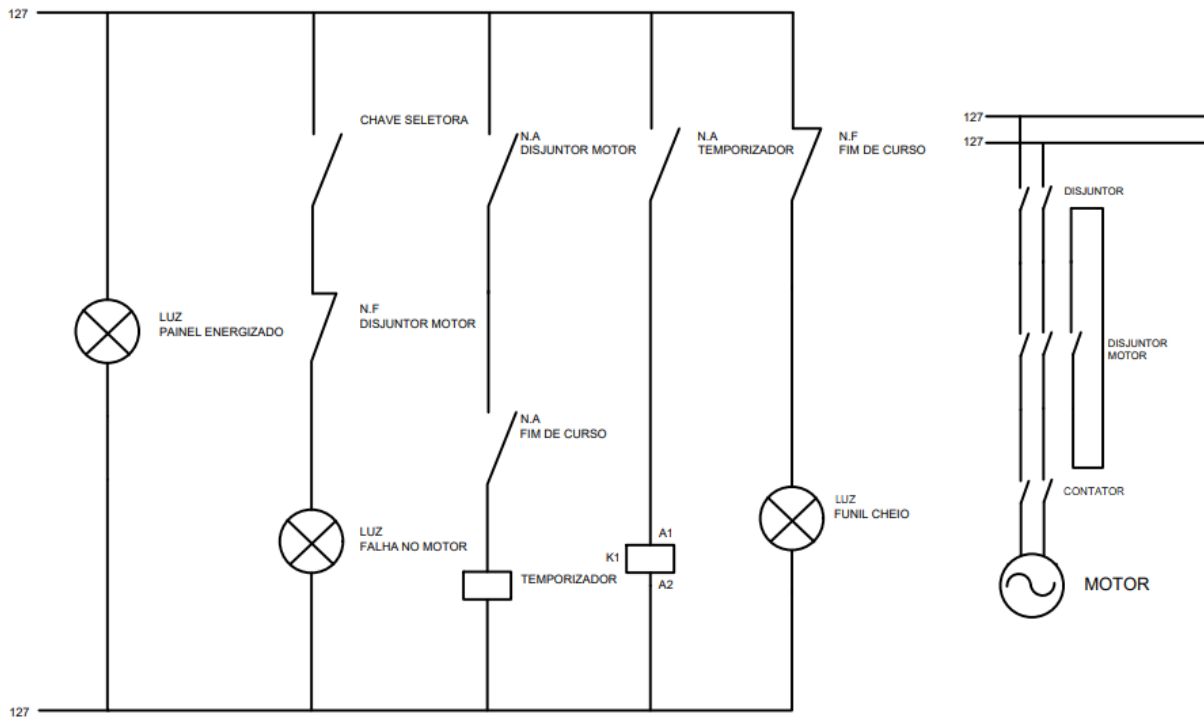 127
CHAVE SELETORA
N.F
DISJUNTOR MOTOR
LUZ
PAINEL ENERGIZADO
LUZ
FALHA NO MOTOR
N.A
DISJUNTOR MOTOR
N.A
FIM DE CURSO
TEMPORIZADOR
N.A
TEMPORIZADOR
K1
A1
A2
N.F
FIM DE CURSO
LUZ
FUNIL CHEIO
127
127
127
DISJUNTOR
DISJUNTOR
MOTOR
CONTATOR
MOTOR